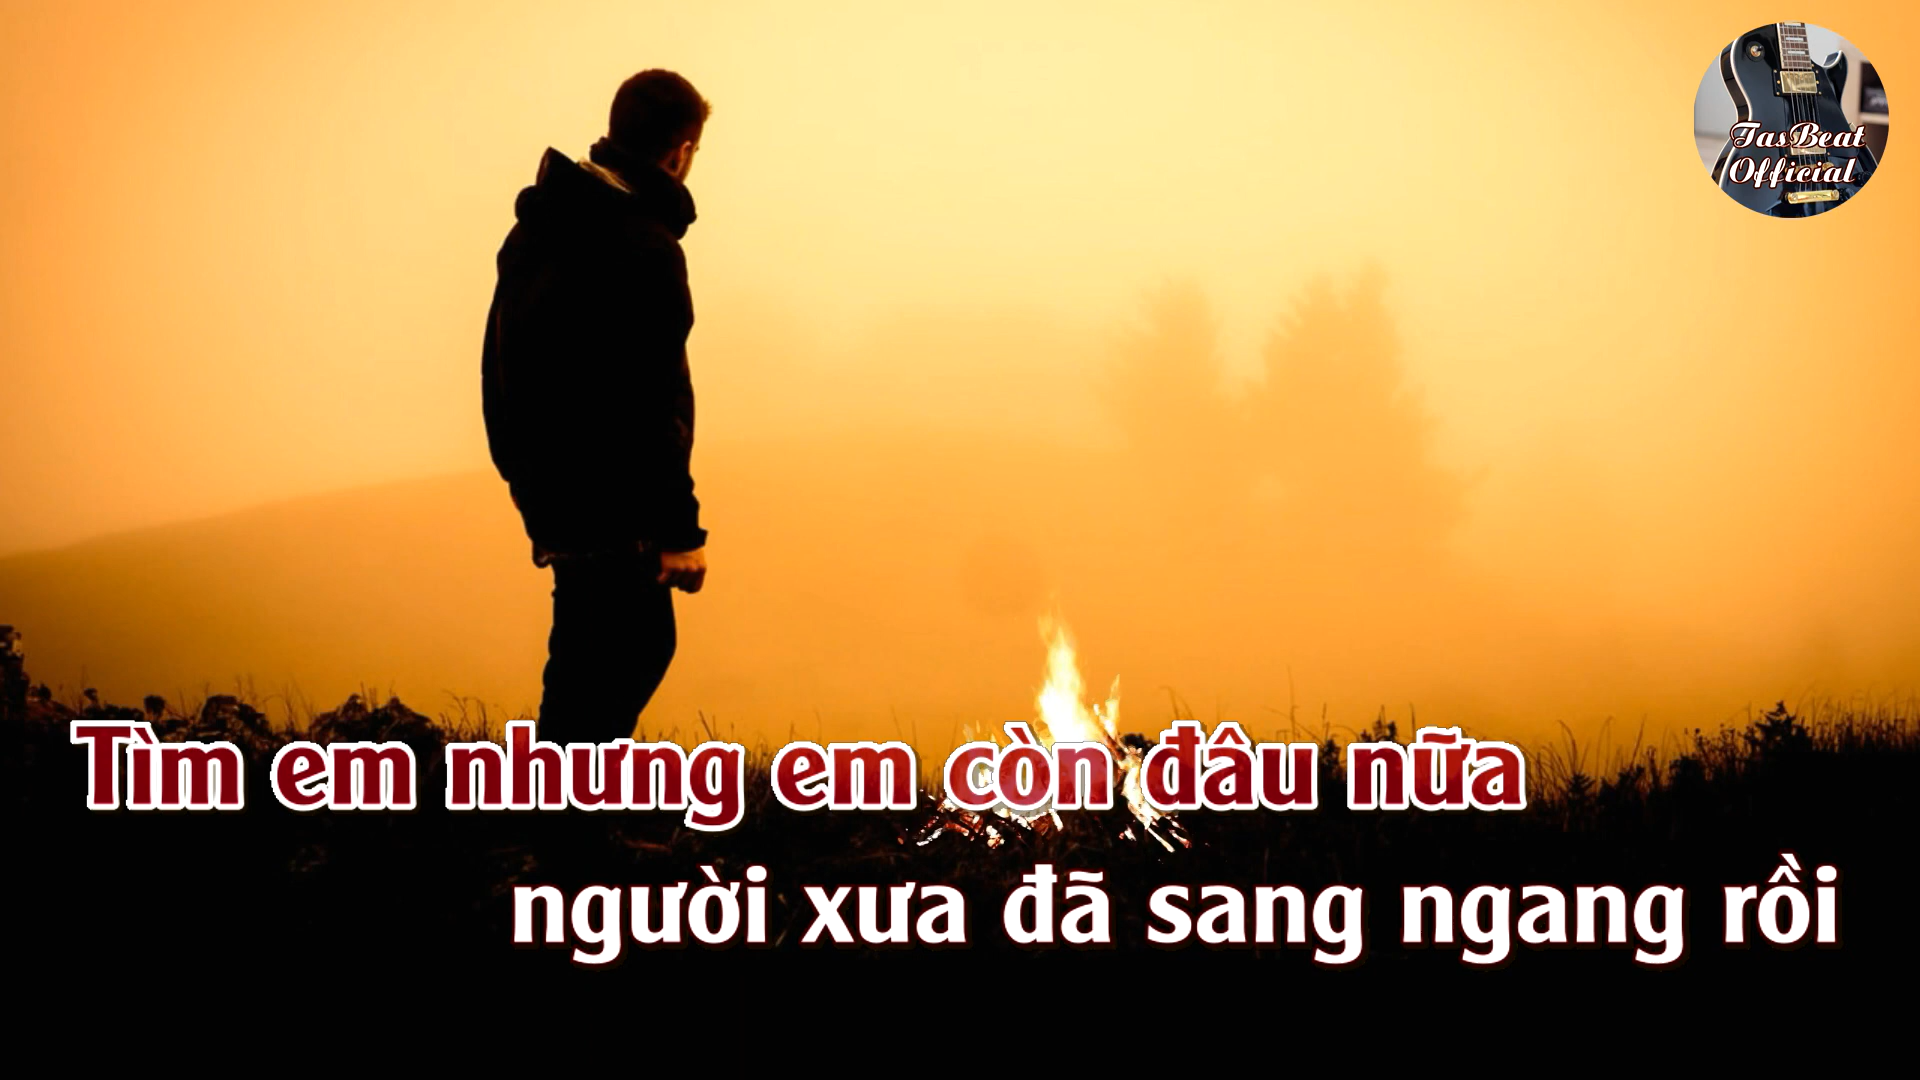 TasBeat
Official
Tìm em nhưng em còn đâu nữa
người xưa đã sang ngang rồi